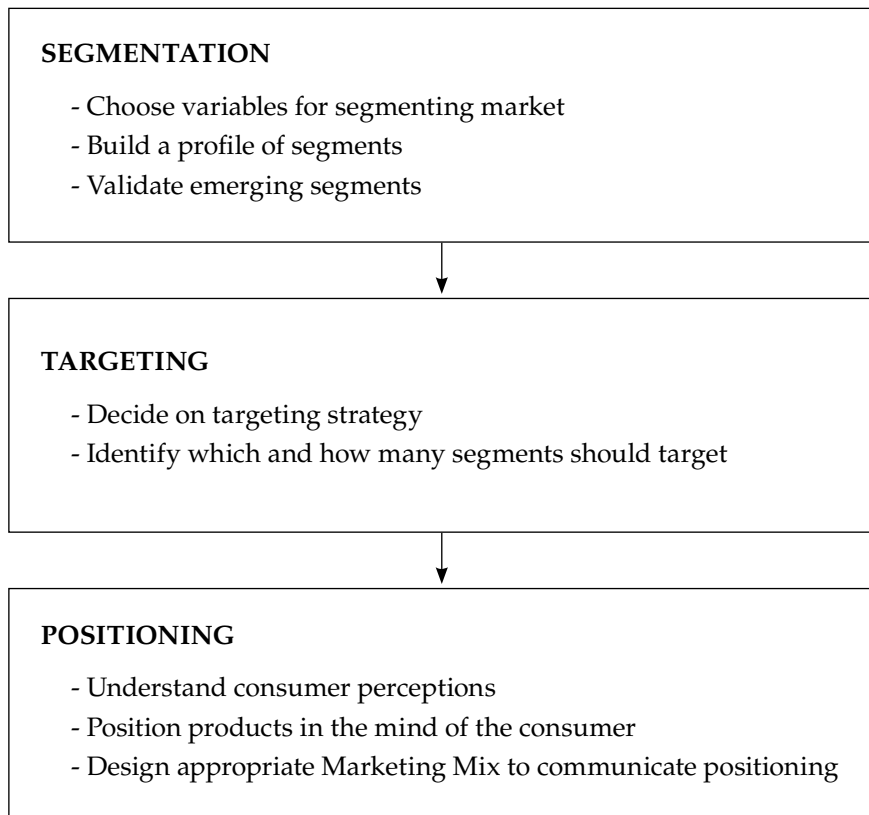 SEGMENTATION
- Choose variables for segmenting market
- Build a profile of segments
- Validate emerging segments
TARGETING
- Decide on targeting strategy
- Identify which and how many segments should target
POSITIONING
- Understand consumer perceptions
- Position products in the mind of the consumer
- Design appropriate Marketing Mix to communicate positioning